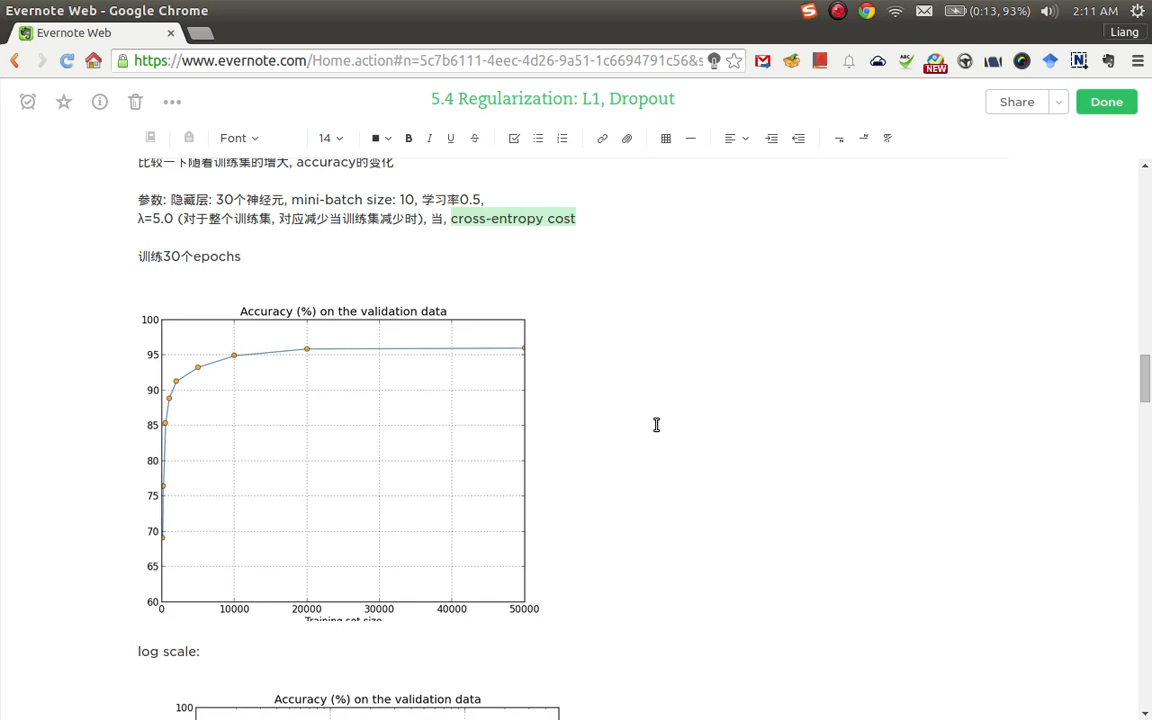 Evernote Web - Google Chrome
(0:13, 93%)
2:11 AM
Evernote Web
Liang
https://www.evernote.com/Home.action#n=5c7b6111-4eec-4d26-9a51-1c6694791c56&s
NEW
5.4 Regularization: L1, Dropout
Share
Done
Font
14
B
I
U
比较一下随着训练集的增大, accuracy的变化
参数: 隐藏层: 30个神经元, mini-batch size: 10, 学习率0.5,
λ=5.0 (对于整个训练集, 对应减少当训练集减少时), 当, cross-entropy cost
训练30个epochs
Accuracy (%) on the validation data
100
95
90
85
80
75
70
65
60
0 10000 20000 30000 40000 50000
Training set size
log scale:
Accuracy (%) on the validation data
100